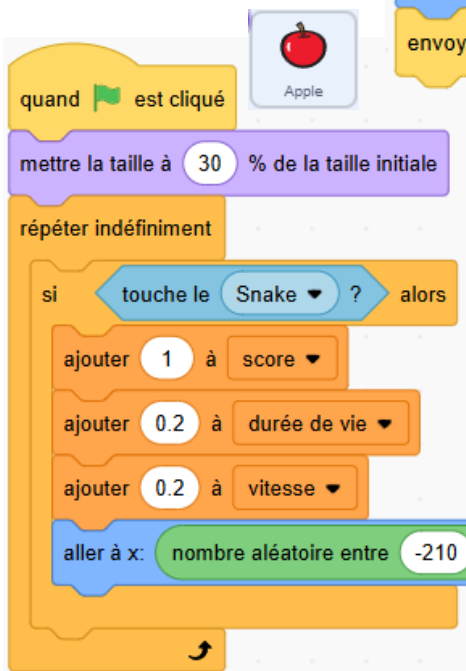 envoy
Apple
quand est cliqué
mettre la taille à 30 % de la taille initiale
répéter indéfiniment
si touche le Snake ? alors
ajouter 1 à score
ajouter 0.2 à durée de vie
ajouter 0.2 à vitesse
aller à x: nombre aléatoire entre -210